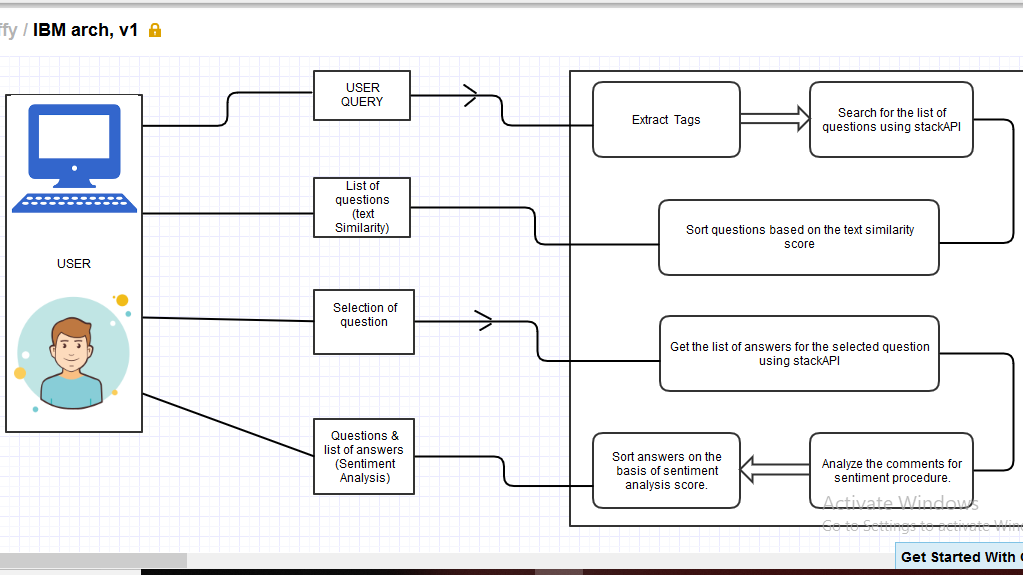 ffy / IBM arch, v1
USER
QUERY
Extract Tags
Search for the list of
questions using stackAPI
List of
questions
(text
Similarity)
Sort questions based on the text similarity
score
USER
Selection of
question
Get the list of answers for the selected question
using stackAPI
Questions &
list of answers
(Sentiment
Analysis)
Sort answers on the
basis of sentiment
analysis score.
Analyze the comments for
sentiment procedure.
Activate Windows
Go to Settings to activate Win
Get Started With